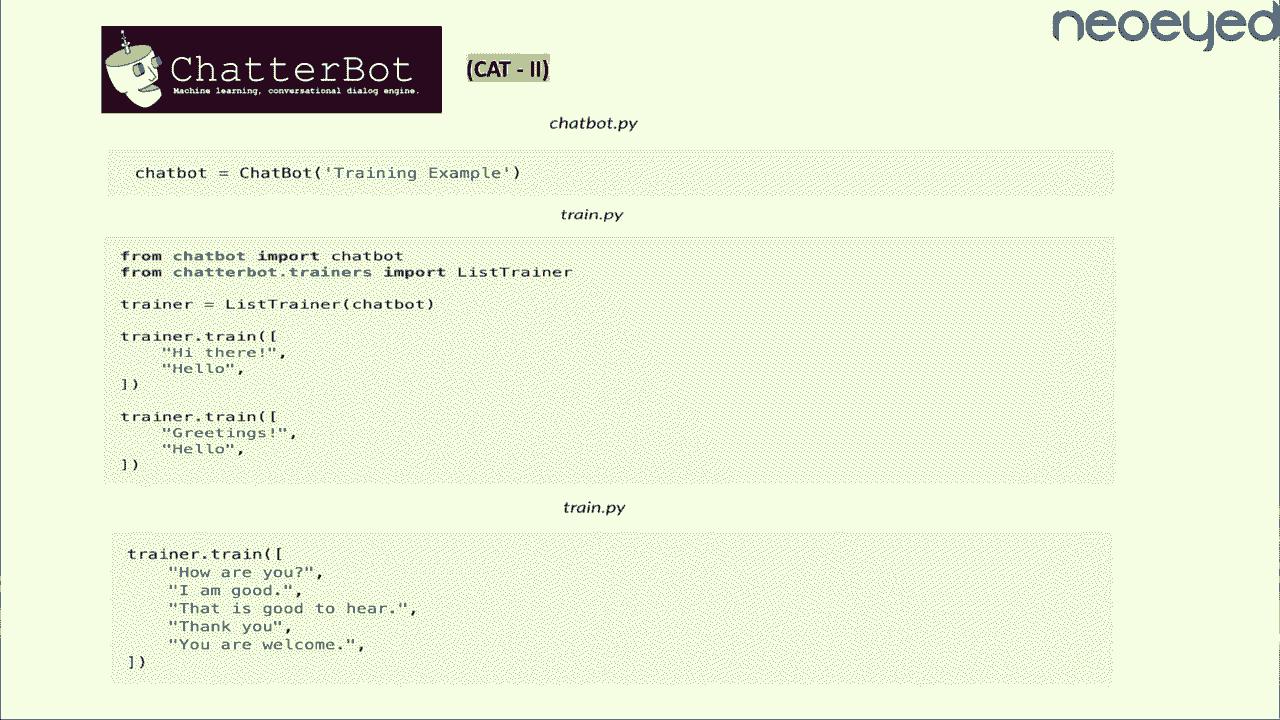 neoeyed
ChatterBot
Machine learning, conversational dialog engine.
(CAT - II)
chatbot.py
chatbot = ChatBot('Training Example')
train.py
from chatbot import chatbot
from chatterbot.trainers import ListTrainer
trainer = ListTrainer(chatbot)
trainer.train([
"Hi there!",
"Hello",
])
trainer.train([
"Greetings!",
"Hello",
])
train.py
trainer.train([
"How are you?",
"I am good.",
"That is good to hear.",
"Thank you",
"You are welcome.",
])